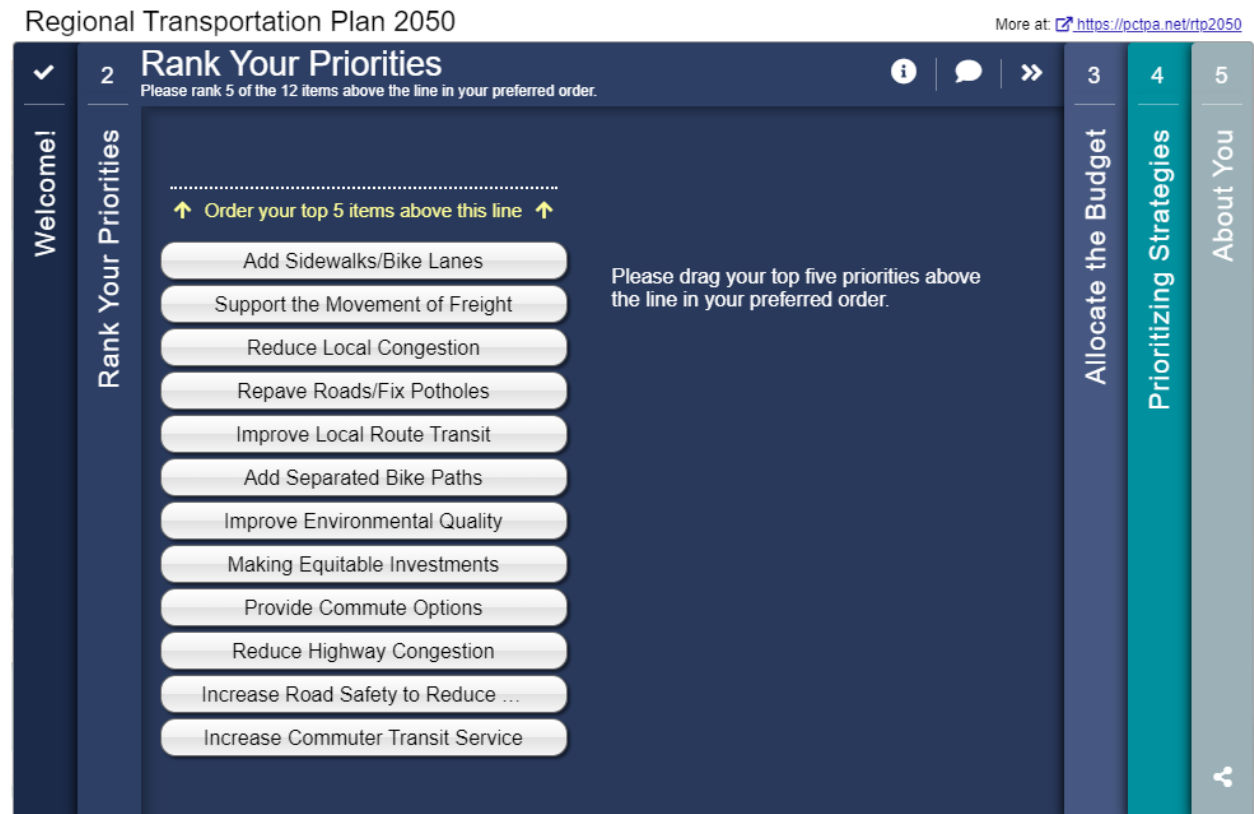 Regional Transportation Plan 2050
More at: https://pctpa.net/rtp2050
Welcome!
2
Rank Your Priorities
Rank Your Priorities
Please rank 5 of the 12 items above the line in your preferred order.
Order your top 5 items above this line
Add Sidewalks/Bike Lanes
Support the Movement of Freight
Reduce Local Congestion
Repave Roads/Fix Potholes
Improve Local Route Transit
Add Separated Bike Paths
Improve Environmental Quality
Making Equitable Investments
Provide Commute Options
Reduce Highway Congestion
Increase Road Safety to Reduce ...
Increase Commuter Transit Service
Please drag your top five priorities above
the line in your preferred order.
3
Allocate the Budget
4
Prioritizing Strategies
5
About You